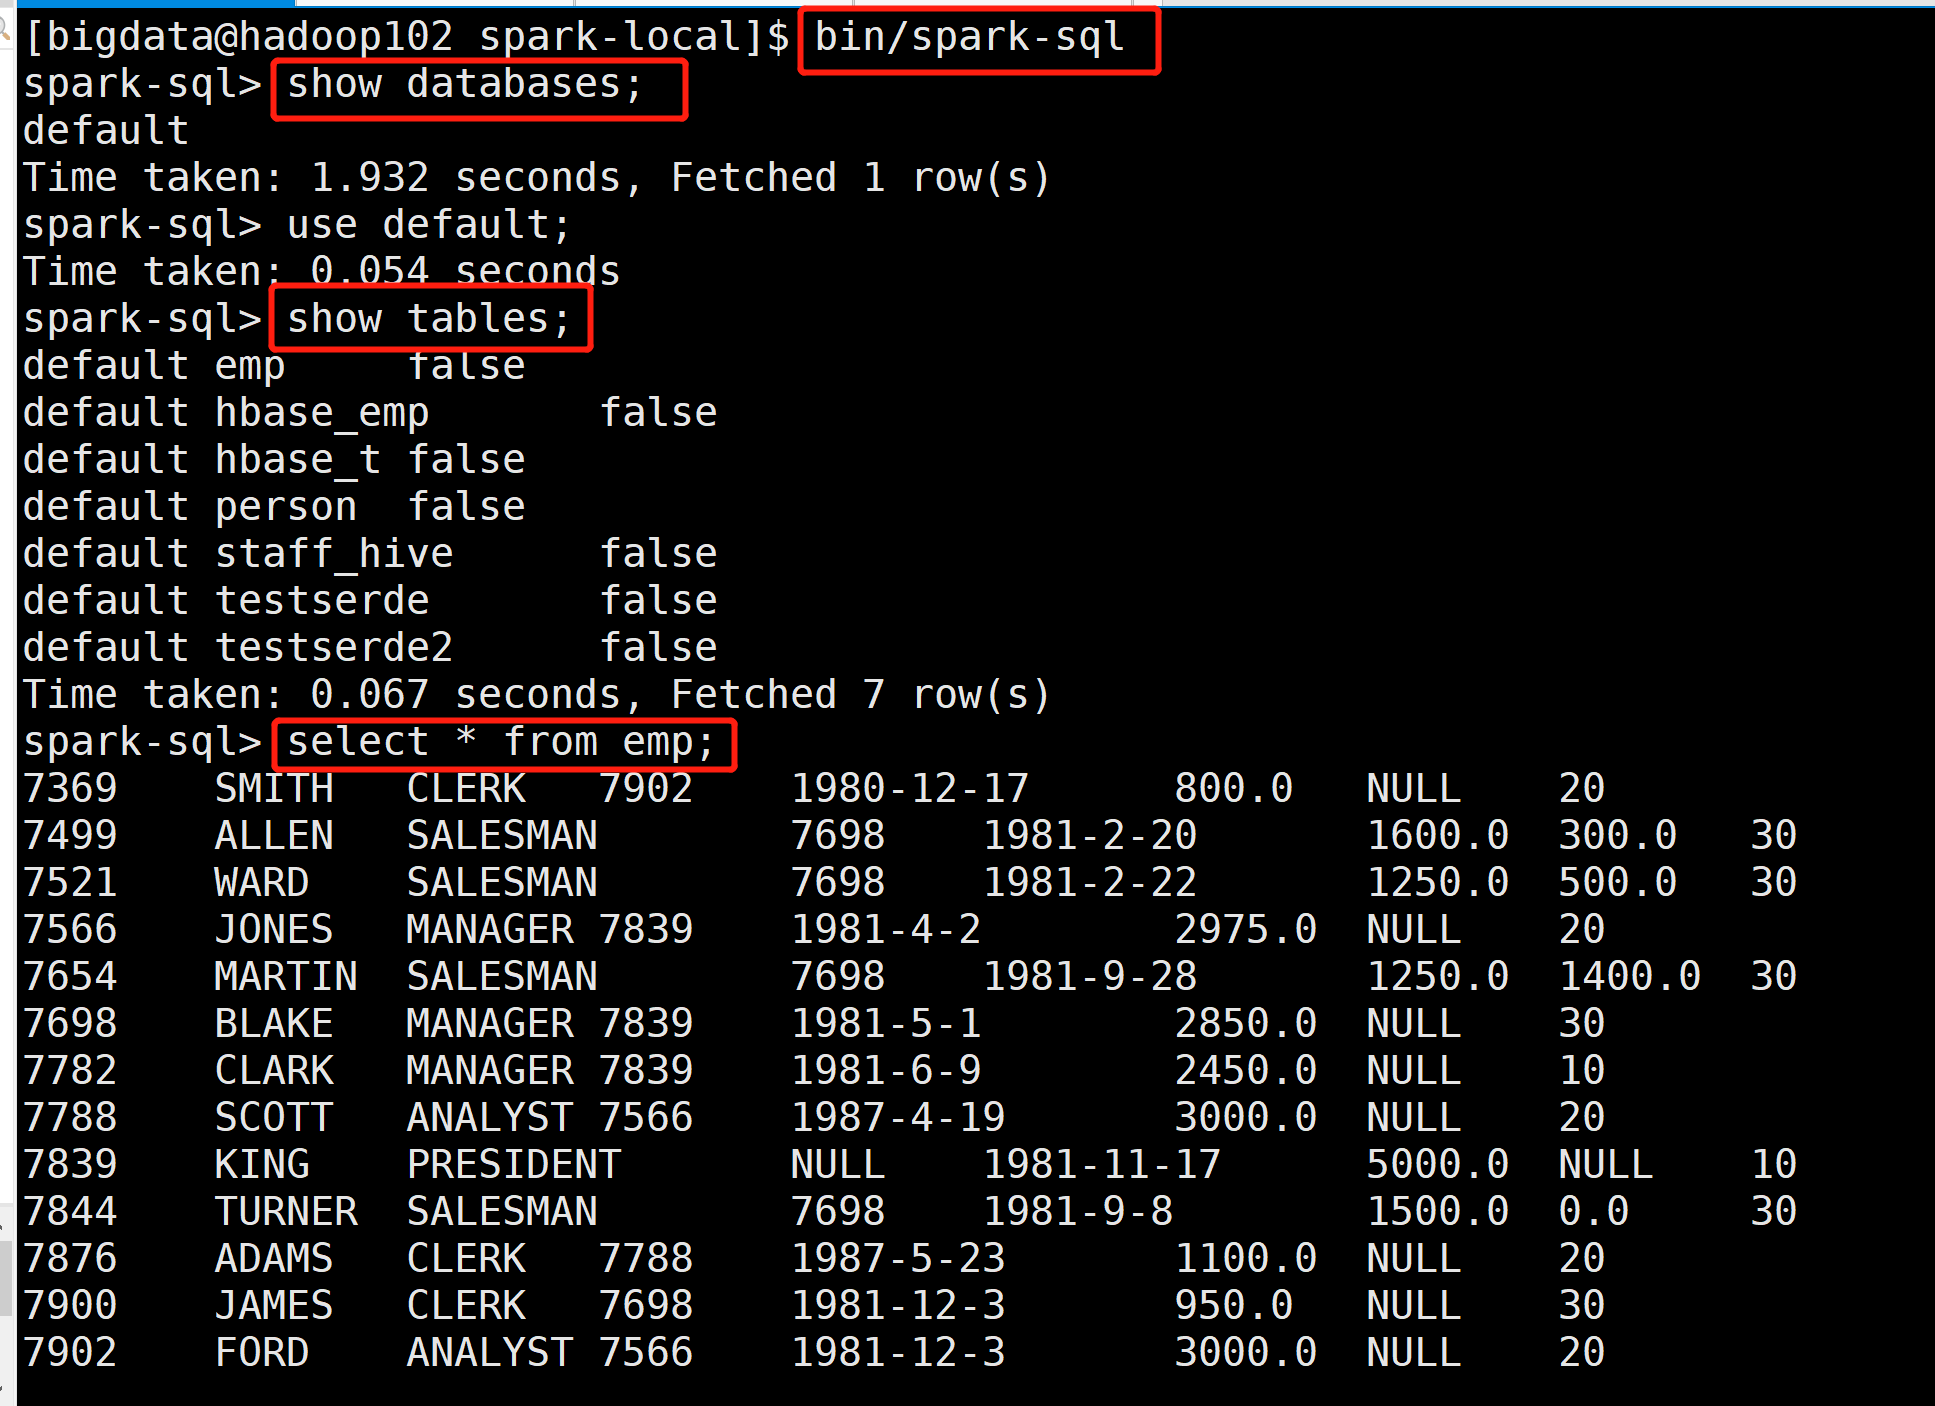 [bigdata@hadoop102 spark-local]$ bin/spark-sql
spark-sql> show databases;
default
Time taken: 1.932 seconds, Fetched 1 row(s)
spark-sql> use default;
Time taken: 0.054 seconds
spark-sql> show tables;
default emp     false
default hbase_emp       false
default hbase_t false
default person  false
default staff_hive      false
default testserde       false
default testserde2      false
Time taken: 0.067 seconds, Fetched 7 row(s)
spark-sql> select * from emp;
7369    SMITH   CLERK   7902    1980-12-17      800.0   NULL    20
7499    ALLEN   SALESMAN        7698    1981-2-20       1600.0  300.0   30
7521    WARD    SALESMAN        7698    1981-2-22       1250.0  500.0   30
7566    JONES   MANAGER 7839    1981-4-2        2975.0  NULL    20
7654    MARTIN  SALESMAN        7698    1981-9-28       1250.0  1400.0  30
7698    BLAKE   MANAGER 7839    1981-5-1        2850.0  NULL    30
7782    CLARK   MANAGER 7839    1981-6-9        2450.0  NULL    10
7788    SCOTT   ANALYST 7566    1987-4-19       3000.0  NULL    20
7839    KING    PRESIDENT       NULL    1981-11-17      5000.0  NULL    10
7844    TURNER  SALESMAN        7698    1981-9-8        1500.0  0.0     30
7876    ADAMS   CLERK   7788    1987-5-23       1100.0  NULL    20
7900    JAMES   CLERK   7698    1981-12-3       950.0   NULL    30
7902    FORD    ANALYST 7566    1981-12-3       3000.0  NULL    20